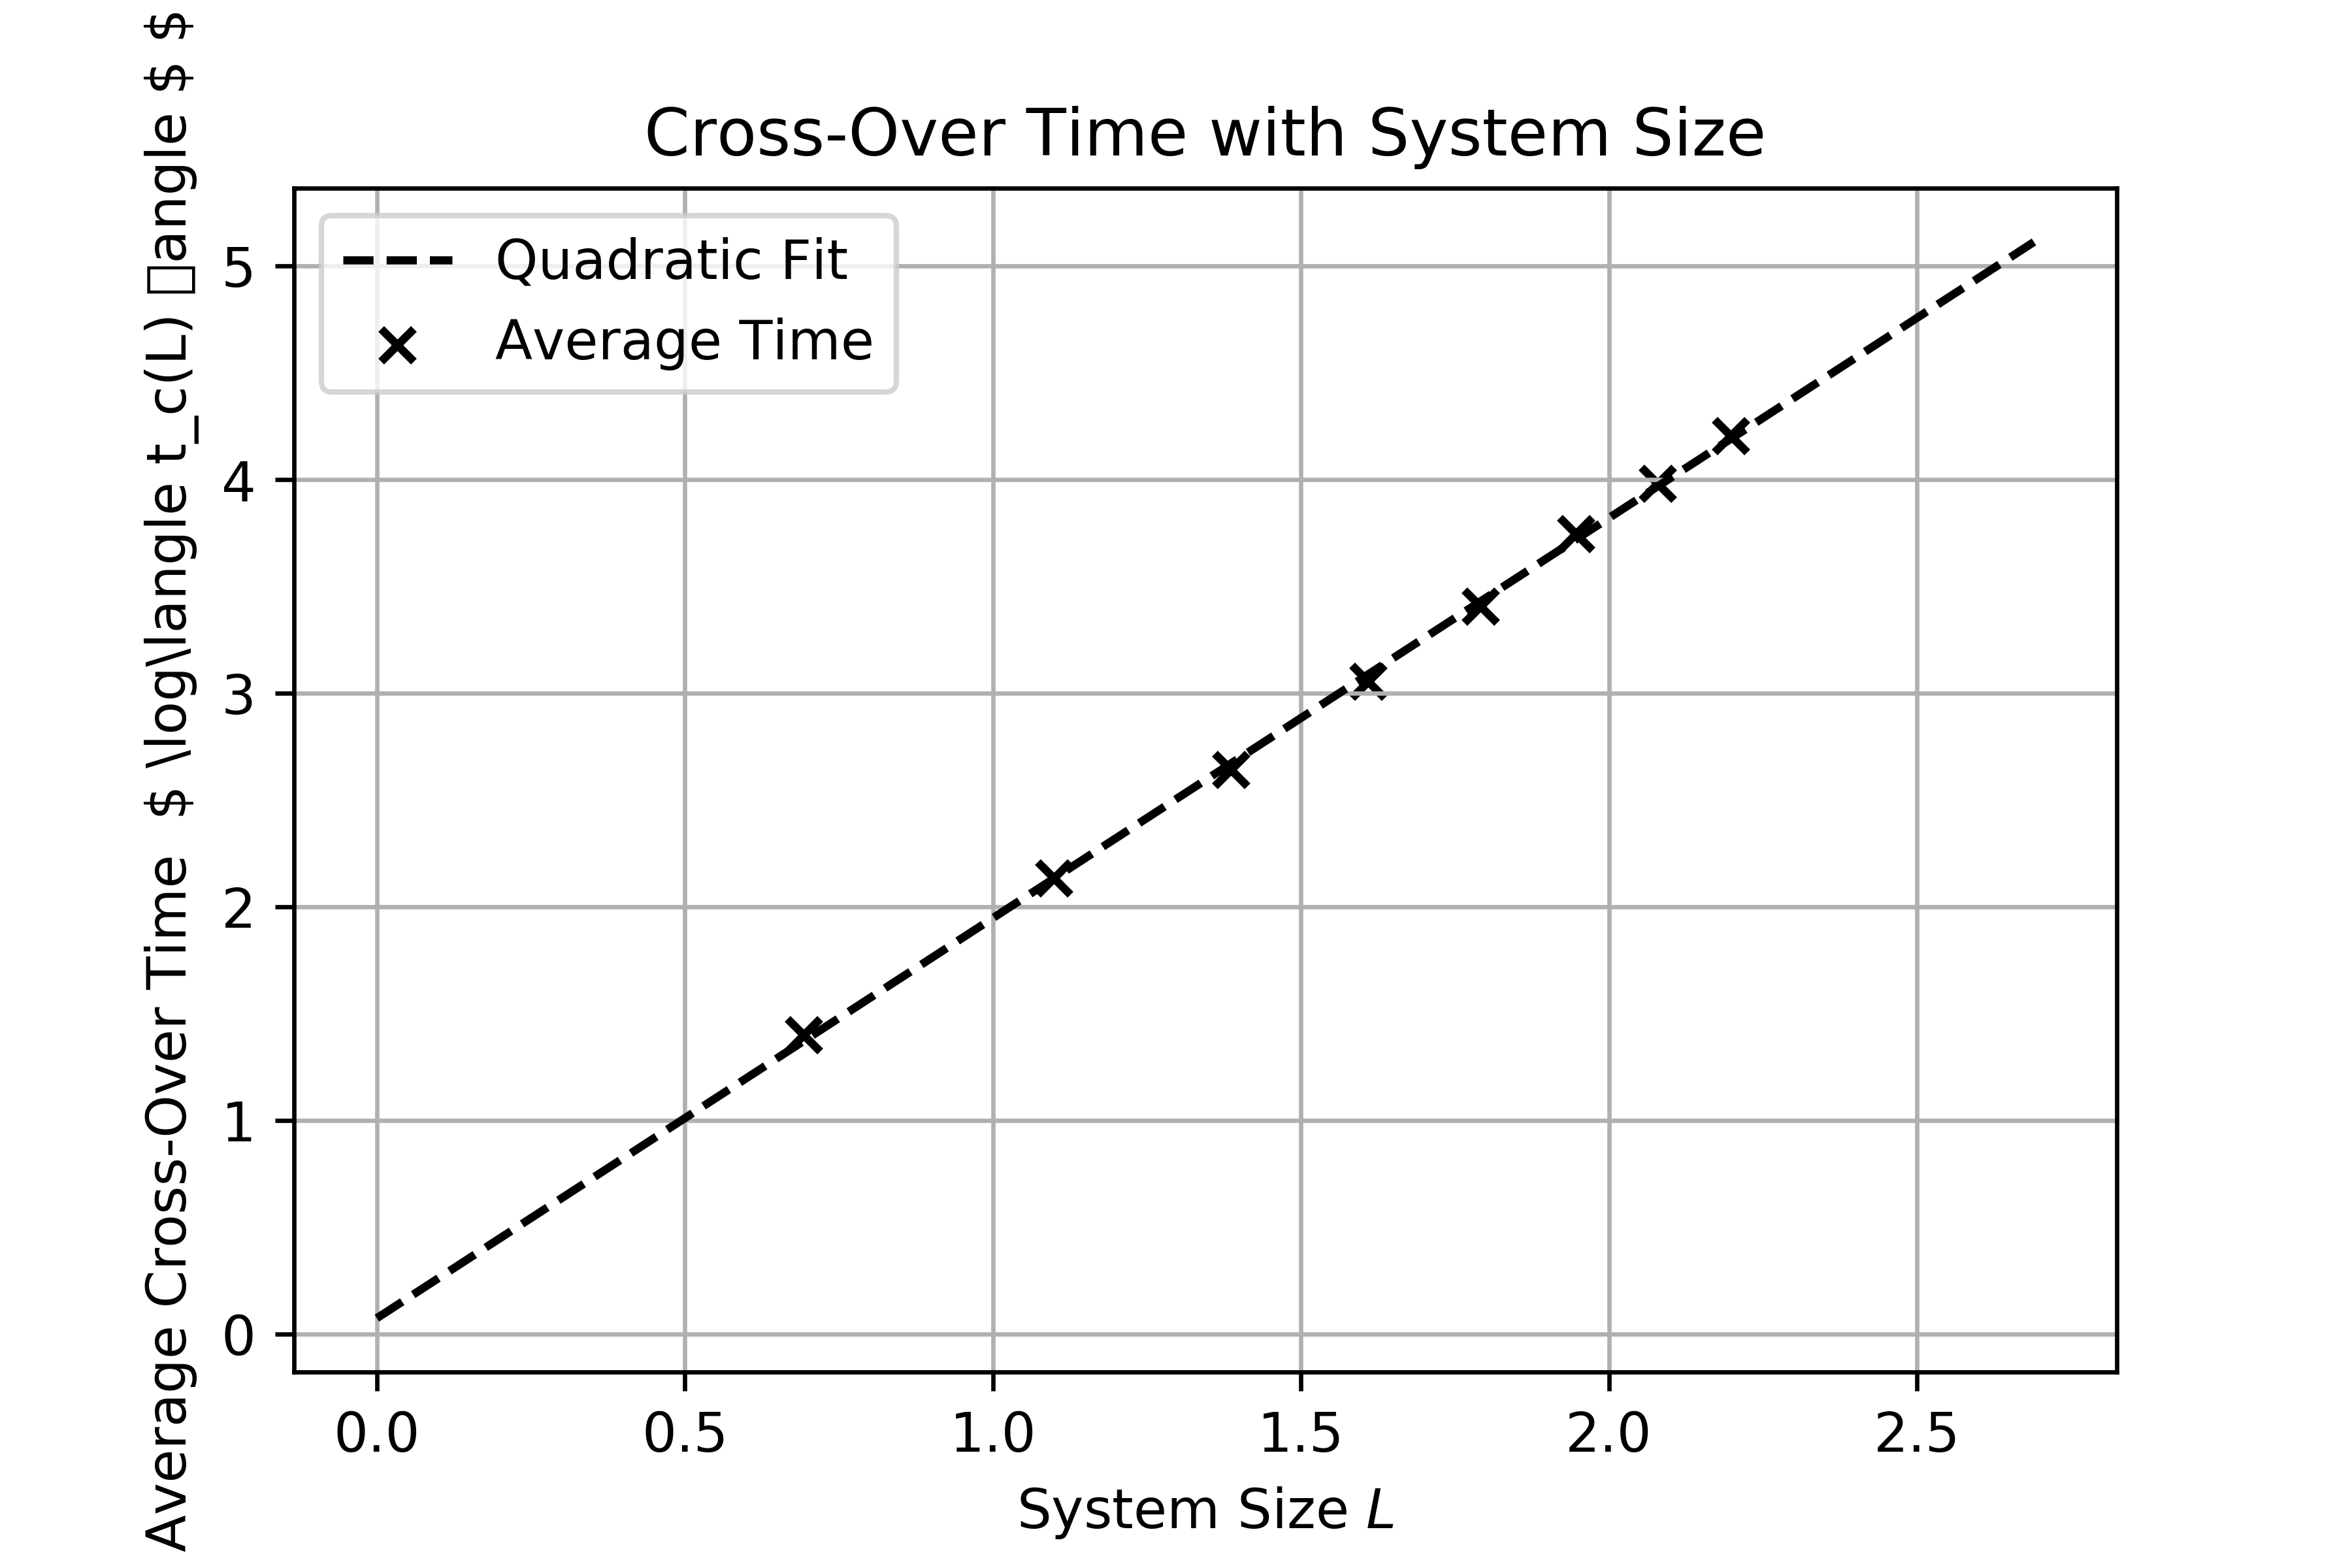 Cross-Over Time with System Size
Average Cross-Over Time  $ \log\langle t_c(L) ▯angle $ $
5
4
3
2
1
0
Quadratic Fit
Average Time
0.0 0.5 1.0 1.5 2.0 2.5
System Size L